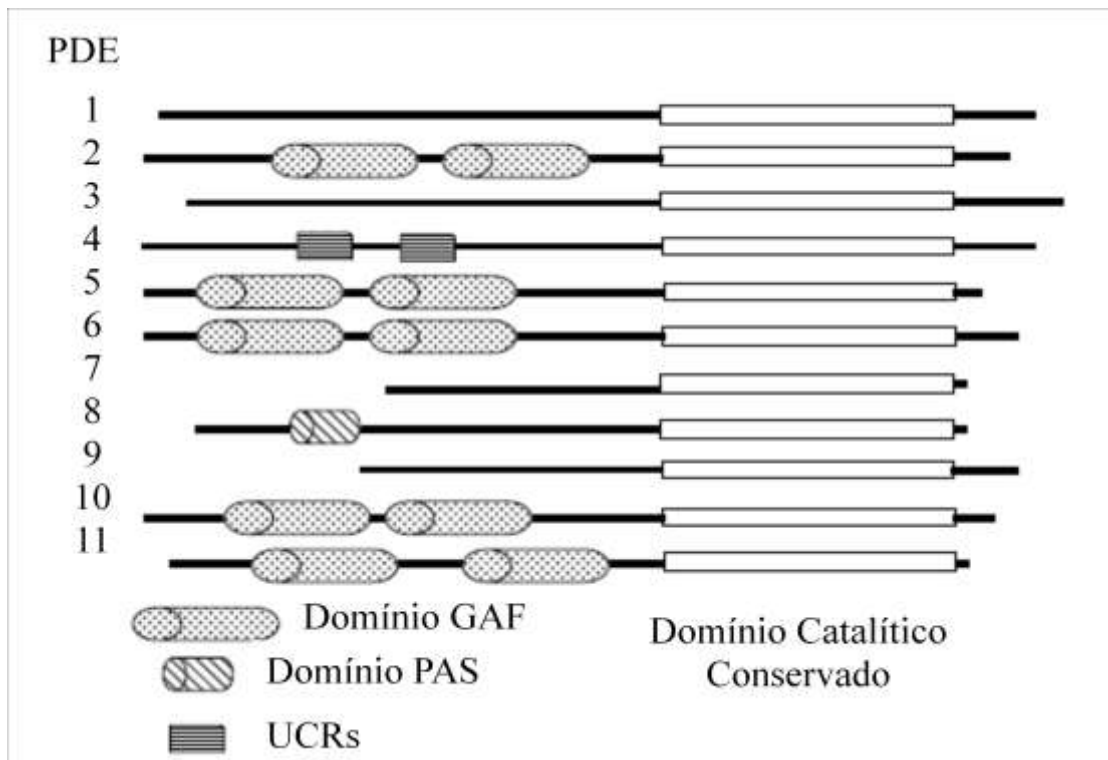 PDE
1
2
3
4
5
6
7
8
9
10
11
Domínio GAF
Domínio PAS
UCRs
Domínio Catalítico
Conservado